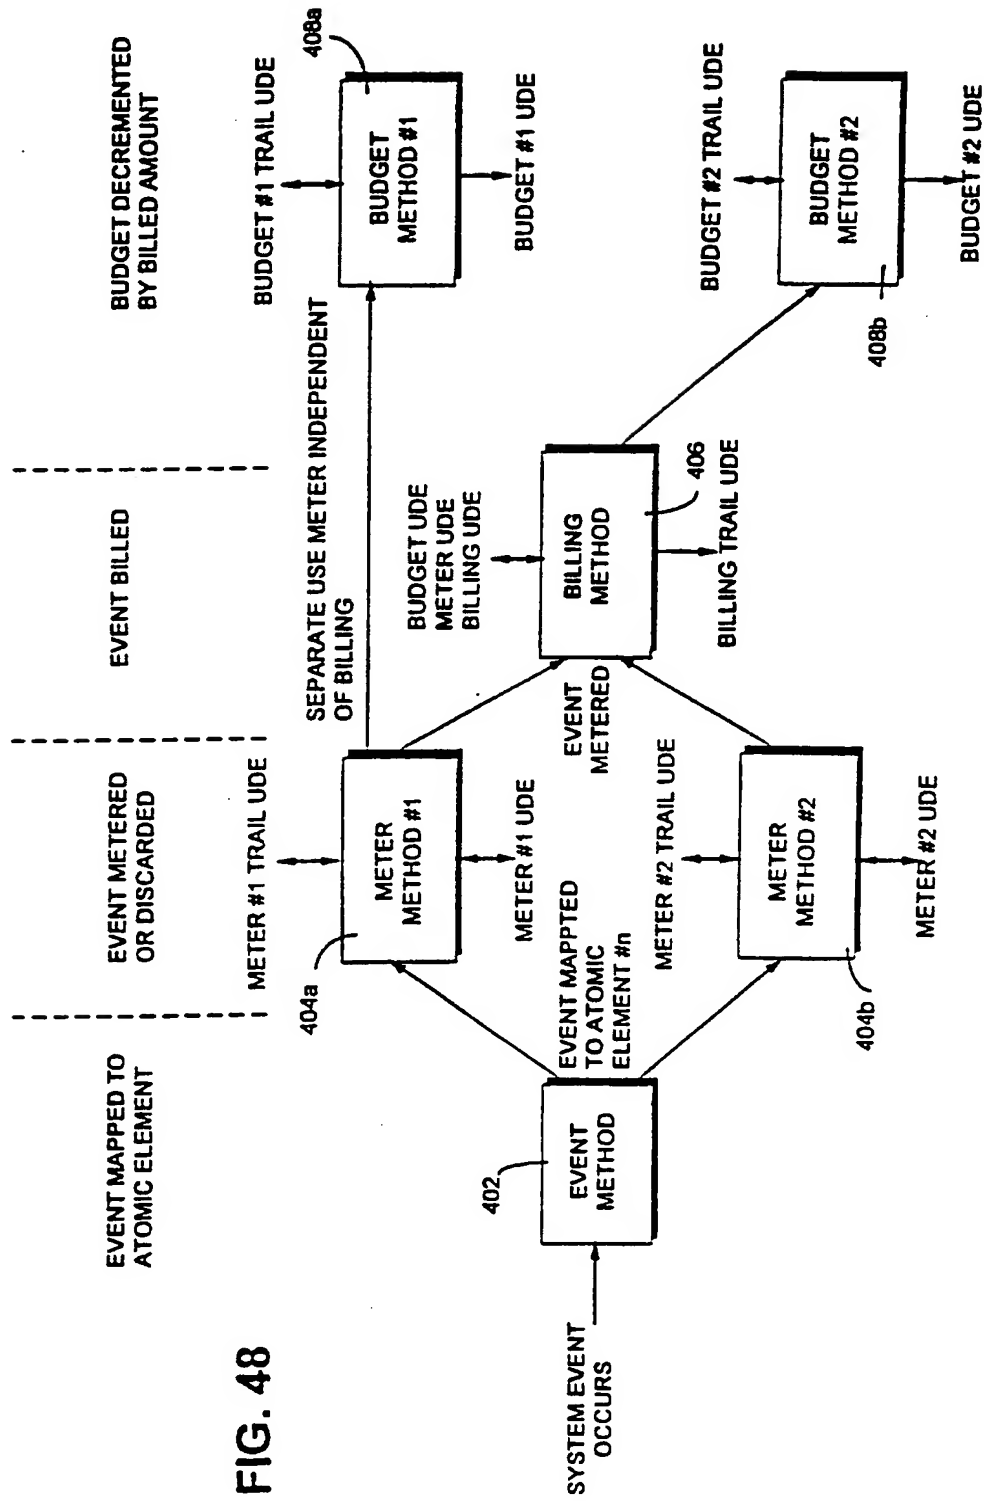 FIG. 48
EVENT MAPPED TO
ATOMIC ELEMENT
EVENT METERED
OR DISCARDED
EVENT BILLED
BUDGET DECREMENTED
BY BILLED AMOUNT
SYSTEM EVENT
OCCURS
402
EVENT
METHOD
EVENT MAPPTED
TO ATOMIC
ELEMENT #n
METER #1 TRAIL UDE
404a
METER
METHOD #1
METER #1 UDE
METER #2 TRAIL UDE
METER
METHOD #2
404b
METER #2 UDE
SEPARATE USE METER INDEPENDENT
OF BILLING
EVENT
METERED
BUDGET UDE
METER UDE
BILLING UDE
BILLING
METHOD
406
BILLING TRAIL UDE
BUDGET #1 TRAIL UDE
408a
BUDGET
METHOD #1
BUDGET #1 UDE
BUDGET #2 TRAIL UDE
BUDGET
METHOD #2
408b
BUDGET #2 UDE